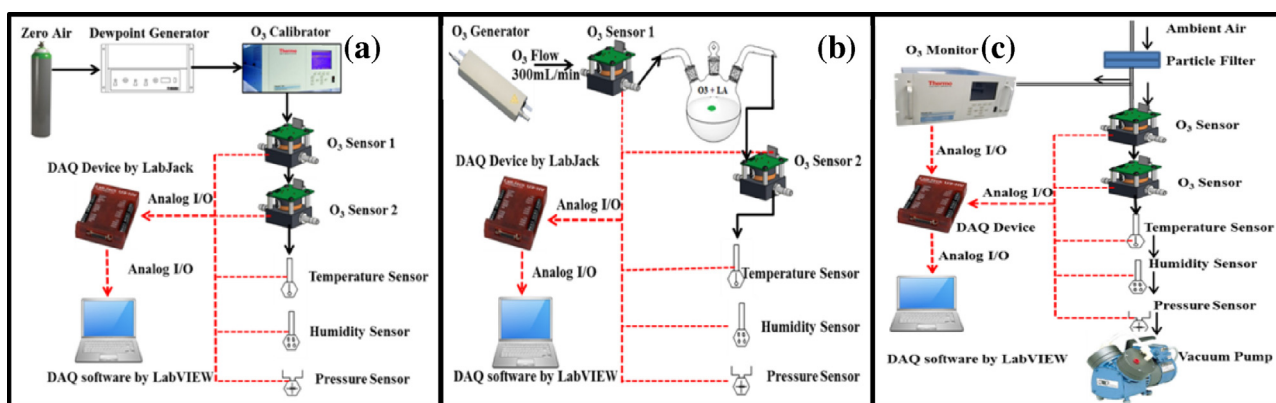 Zero Air
Dewpoint Generator
O₃ Calibrator
(a)
Thermo
O₃ Sensor 1
DAQ Device by LabJack
Analog I/O
O₃ Sensor 2
Analog I/O
Temperature Sensor
Humidity Sensor
DAQ software by LabVIEW
Pressure Sensor
O₃ Generator
O₃ Flow
300mL/min
O₃ Sensor 1
(b)
O3 + LA
DAQ Device by LabJack
O₃ Sensor 2
Analog I/O
Analog I/O
Temperature Sensor
Humidity Sensor
DAQ software by LabVIEW
Pressure Sensor
(c)
Ambient Air
O₃ Monitor
Particle Filter
Thermo
O₃ Sensor
Analog I/O
O₃ Sensor
Analog I/O
DAQ Device
Temperature Sensor
Analog I/O
Humidity Sensor
Pressure Sensor
DAQ software by LabVIEW
Vacuum Pump